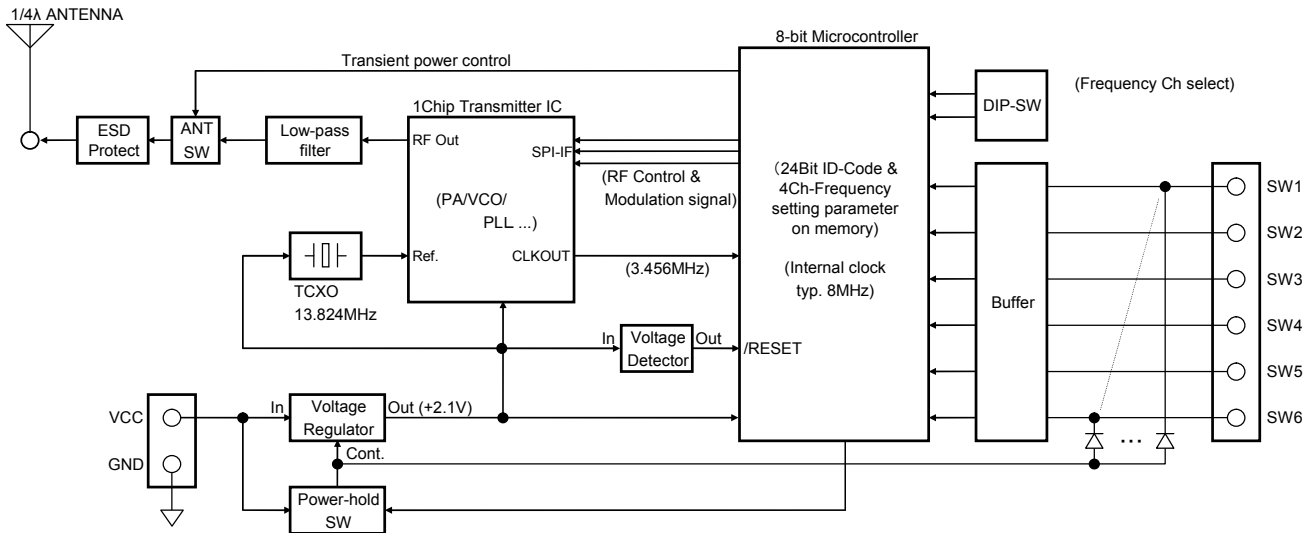 1/4λ ANTENNA
8-bit Microcontroller
Transient power control
DIP-SW
(Frequency Ch select)
1Chip Transmitter IC
ESD
Protect
ANT
SW
Low-pass
filter
RF Out
SPI-IF
(RF Control &
Modulation signal)
(PA/VCO/
PLL ...)
Ref.
CLKOUT
(3.456MHz)
TCXO
13.824MHz
(24Bit ID-Code &
4Ch-Frequency
setting parameter
on memory)
(Internal clock
typ. 8MHz)
Buffer
SW1
SW2
SW3
SW4
SW5
SW6
In
Voltage
Detector
Out
/RESET
VCC
GND
In
Voltage
Regulator
Out (+2.1V)
Cont.
Power-hold
SW
...